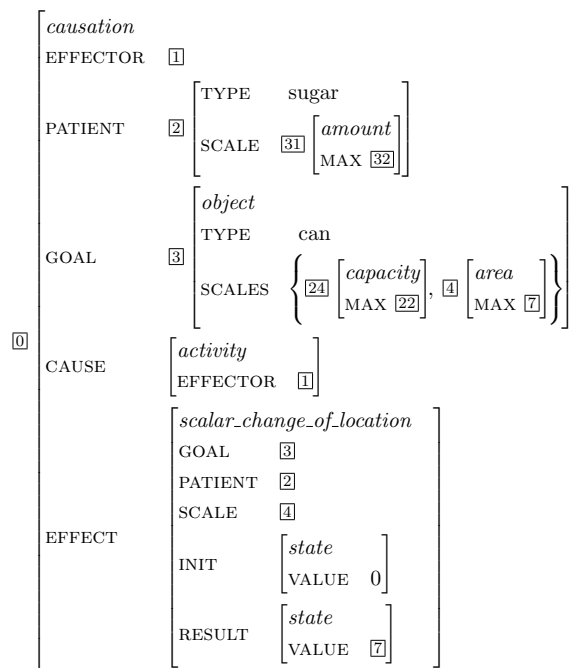 causation
EFFECTOR 1
PATIENT 2 TYPE sugar
SCALE 31 amount
MAX 32
object
TYPE can
GOAL 3
SCALES { 24 capacity MAX 22 , 4 area MAX 7 }
0
CAUSE activity
EFFECTOR 1
scalar_change_of_location
GOAL 3
PATIENT 2
SCALE 4
EFFECT
INIT state
VALUE 0
RESULT state
VALUE 7